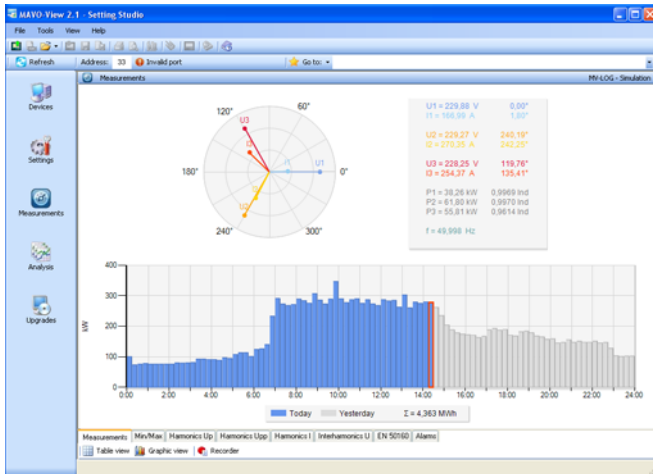 MAVO-View 2.1 - Setting Studio
File Tools View Help
Refresh Address: 33 Invalid port Go to:
Measurements MV-LOG - Simulation
Devices
Settings
Measurements
Analysis
Upgrades
120° 60°
U3
I3
I1 U1
180° 0°
I2
U2
240° 300°
U1 = 229,88 V 0,00°
I1 = 166,99 A 1,80°
U2 = 229,27 V 240,19°
I2 = 270,35 A 242,25°
U3 = 228,25 V 119,76°
I3 = 254,37 A 135,41°
P1 = 38,26 kW 0,9969 Ind
P2 = 61,80 kW 0,9970 Ind
P3 = 55,81 kW 0,9614 Ind
f = 49,998 Hz
400
300
200
100
0
kW
0:00 2:00 4:00 6:00 8:00 10:00 12:00 14:00 16:00 18:00 20:00 22:00 24:00
Today Yesterday Σ = 4,363 MWh
Measurements Min/Max Harmonics Up Harmonics Upp Harmonics I Interharmonics U EN 50160 Alarms
Table view Graphic view Recorder